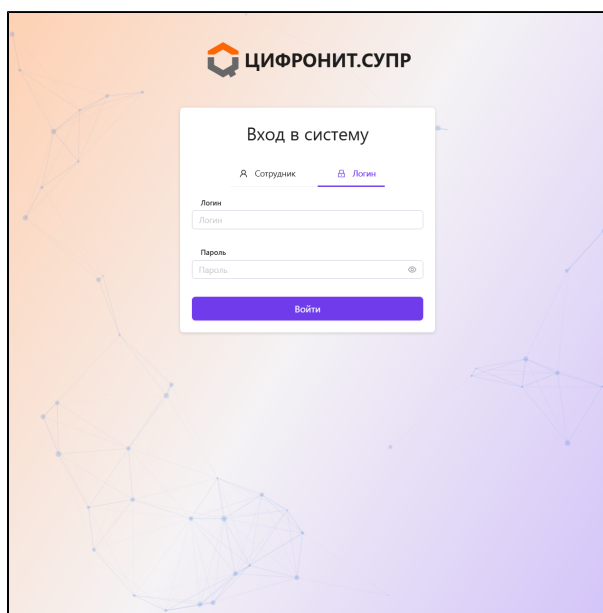 ЦИФРОНИТ.СУПР
Вход в систему
Сотрудник Логин
Логин
Логин
Пароль
Пароль
Войти